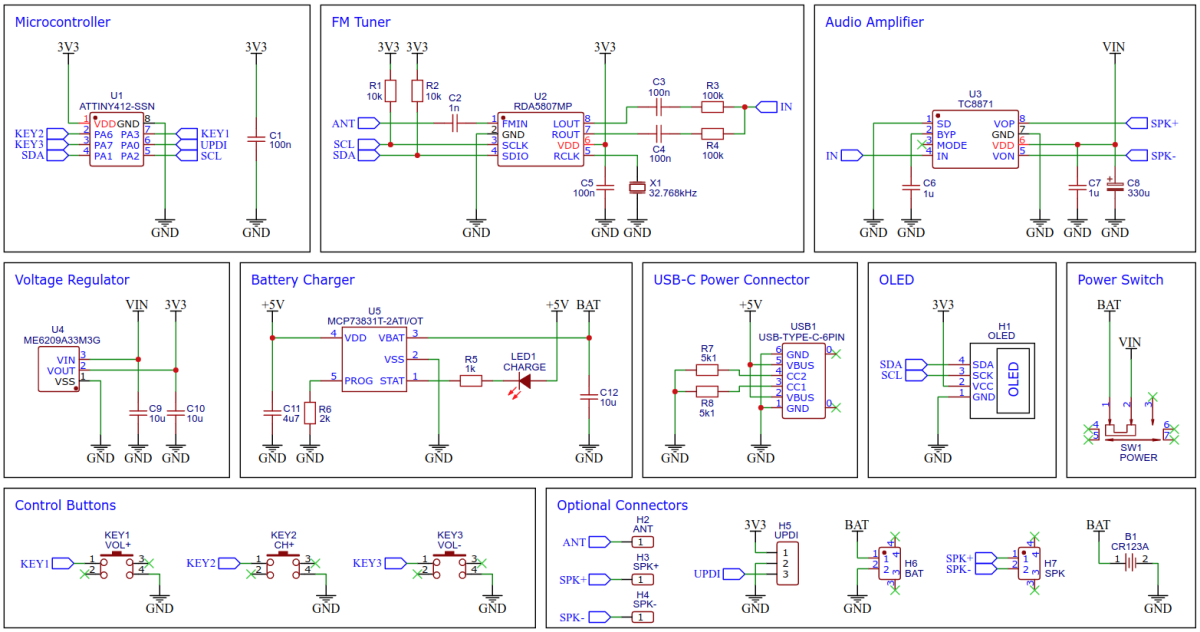 Microcontroller
3V3
3V3
U1
ATTINY412-SSN
1 VDD GND 8
KEY2 2 PA6 PA3 7 KEY1
KEY3 3 PA7 PA0 6 UPDI
SDA 4 PA1 PA2 5 SCL
C1
100n
GND
GND
FM Tuner
3V3 3V3
3V3
R1
10k
R2
10k
C2
1n
U2
RDA5807MP
ANT
1 FMIN LOUT 8
2 GND ROUT 7
SCL 3 SCLK VDD 6
SDA 4 SDIO RCLK 5
C3
100n
R3
100k
IN
C4
100n
R4
100k
C5
100n
X1
32.768kHz
GND
GND GND
Audio Amplifier
VIN
U3
TC8871
1 SD VOP 8 SPK+
2 BYP GND 7
3 MODE VDD 6
IN 4 IN VON 5 SPK-
C6
1u
C7
1u
+
C8
330u
GND GND
GND GND GND
Voltage Regulator
VIN 3V3
U4
ME6209A33M3G
VIN 3
VOUT 2
VSS 1
C9
10u
C10
10u
GND GND GND
Battery Charger
+5V
U5
MCP73831T-2ATI/OT
+5V BAT
4 VDD VBAT 3
VSS 2
5 PROG STAT 1
R5
1k
LED1
CHARGE
C11
4u7
R6
2k
C12
10u
GND GND
GND
GND
USB-C Power Connector
+5V
USB1
USB-TYPE-C-6PIN
R7
5k1
R8
5k1
6 GND 0
5 VBUS
4 CC2
3 CC1
2 VBUS
1 GND 0
GND
GND
OLED
3V3
H1
OLED
SDA 4 SDA
SCL 3 SCK
2 VCC
1 GND
OLED
GND
Power Switch
BAT
VIN
1 2 3
4 6
5 7
SW1
POWER
Control Buttons
KEY1
VOL+
KEY1 1 3
2 4
GND
KEY2
CH+
KEY2 1 3
2 4
GND
KEY3
VOL-
KEY3 1 3
2 4
GND
Optional Connectors
H2
ANT
ANT 1
H3
SPK+
SPK+ 1
H4
SPK-
SPK- 1
3V3
H5
UPDI
1
2
UPDI 3
GND
BAT
4
1 1 4
2 2 3
3
H6
BAT
GND
4
SPK+ 1 1 4
SPK- 2 2 3
3
H7
SPK
BAT
B1
CR123A
1 2
GND